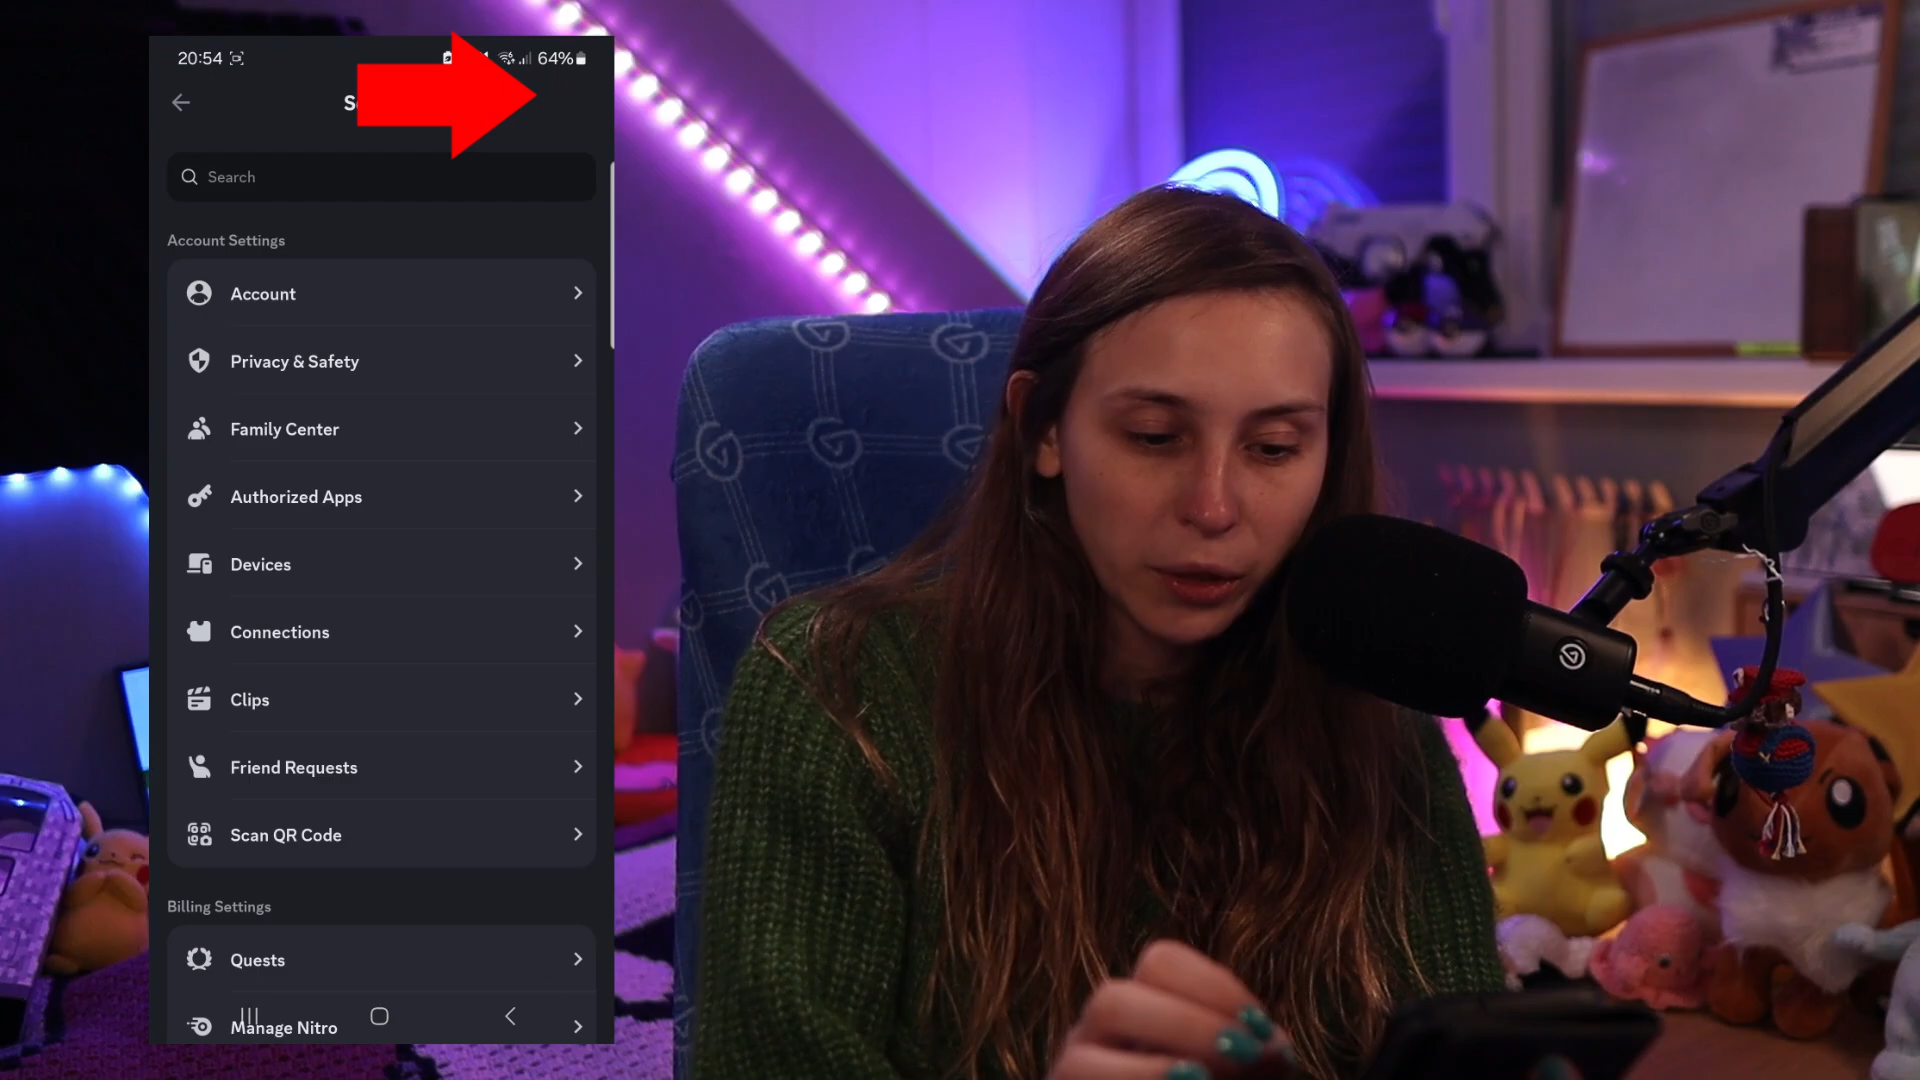 20:54
64%
Search
Account Settings
Account
Privacy & Safety
Family Center
Authorized Apps
Devices
Connections
Clips
Friend Requests
Scan QR Code
Billing Settings
Quests
Manage Nitro